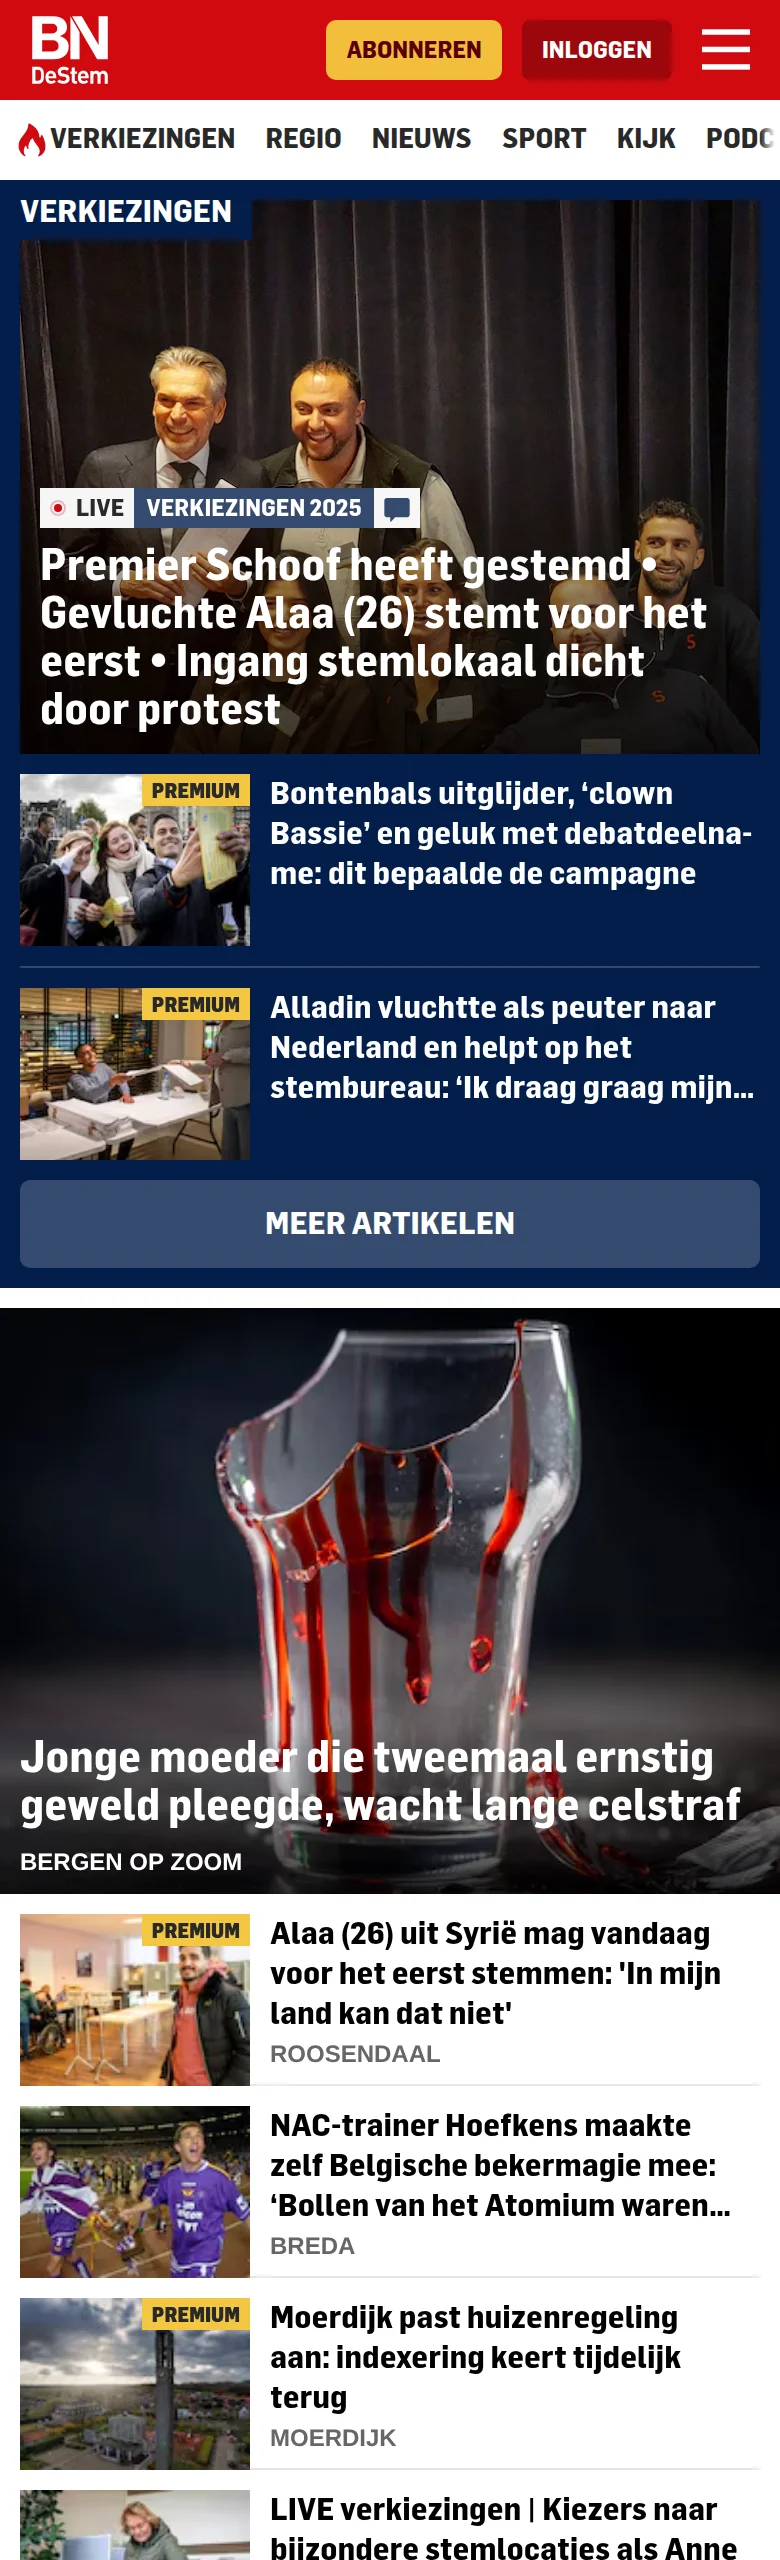 BN
DeStem
ABONNEREN
INLOGGEN
VERKIEZINGEN REGIO NIEUWS SPORT KIJK PODC
VERKIEZINGEN
LIVE VERKIEZINGEN 2025
Premier Schoof heeft gestemd •
Gevluchte Alaa (26) stemt voor het
eerst • Ingang stemlokaal dicht
door protest
PREMIUM
Bontenbals uitglijder, ‘clown
Bassie’ en geluk met debatdeelna-
me: dit bepaalde de campagne
PREMIUM
Alladin vluchtte als peuter naar
Nederland en helpt op het
stembureau: ‘Ik draag graag mijn...
MEER ARTIKELEN
Jonge moeder die tweemaal ernstig
geweld pleegde, wacht lange celstraf
BERGEN OP ZOOM
PREMIUM
Alaa (26) uit Syrië mag vandaag
voor het eerst stemmen: 'In mijn
land kan dat niet'
ROOSENDAAL
NAC-trainer Hoefkens maakte
zelf Belgische bekermagie mee:
‘Bollen van het Atomium waren...
BREDA
PREMIUM
Moerdijk past huizenregeling
aan: indexering keert tijdelijk
terug
MOERDIJK
LIVE verkiezingen | Kiezers naar
bijzondere stemlocaties als Anne